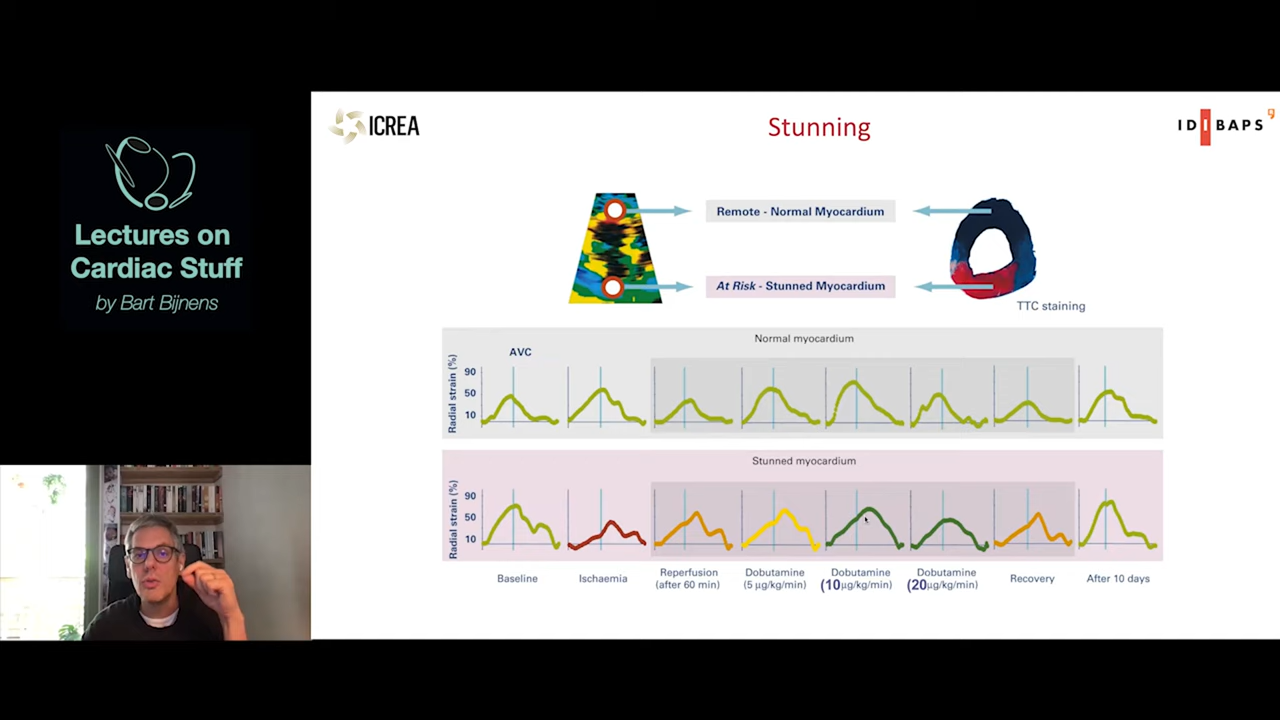 Lectures on
Cardiac Stuff
by Bart Bijnens
ICREA
Stunning
IDIBAPS
Remote - Normal Myocardium
At Risk - Stunned Myocardium
TTC staining
Normal myocardium
AVC
Radial strain (%)
90
50
10
Stunned myocardium
Radial strain (%)
90
50
10
Baseline
Ischaemia
Reperfusion
(after 60 min)
Dobutamine
(5 µg/kg/min)
Dobutamine
(10µg/kg/min)
Dobutamine
(20µg/kg/min)
Recovery
After 10 days